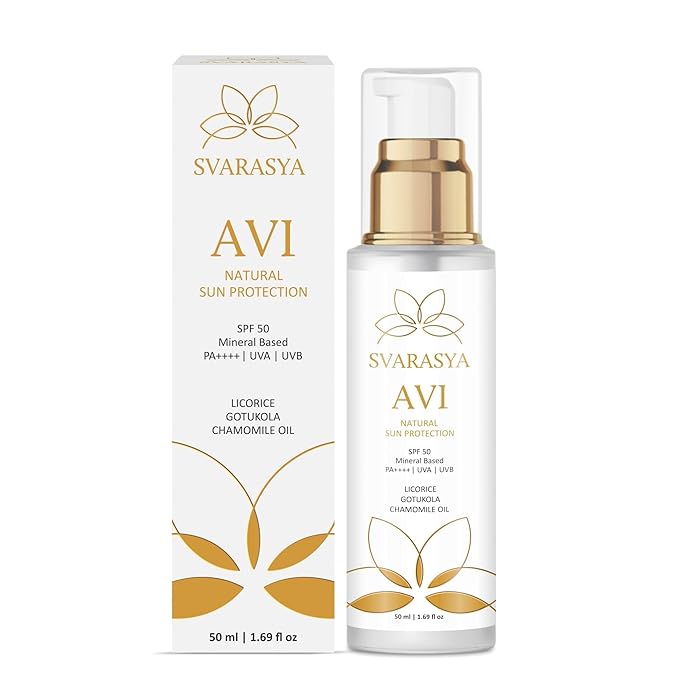 SVARASYA
AVI
NATURAL
SUN PROTECTION
SPF 50
Mineral Based
PA++++ | UVA | UVB
LICORICE
GOTUKOLA
CHAMOMILE OIL
50 ml | 1.69 fl oz
SVARASYA
AVI
NATURAL
SUN PROTECTION
SPF 50
Mineral Based
PA++++ | UVA | UVB
LICORICE
GOTUKOLA
CHAMOMILE OIL
50 ml | 1.69 fl oz